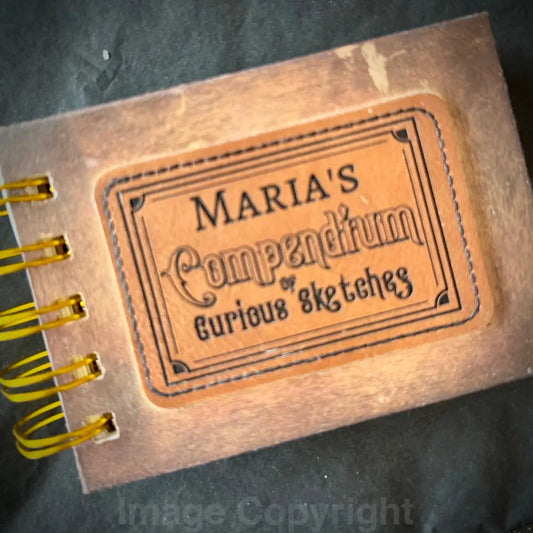 MARIA'S
Compendium
of
Curious Sketches
Image Copyright